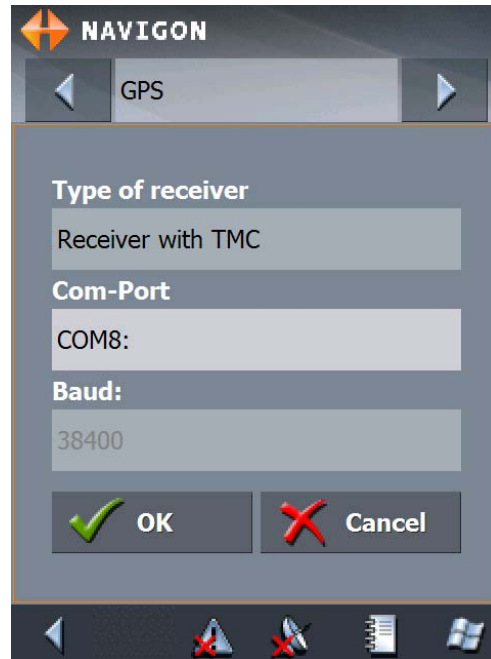 NAVIGON
GPS
Type of receiver
Receiver with TMC
Com-Port
COM8:
Baud:
38400
OK Cancel